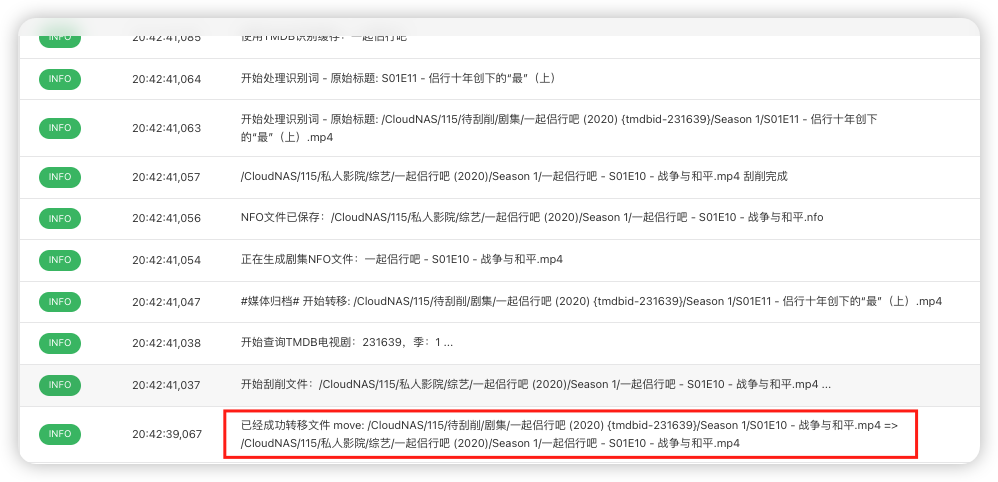 INFO
20:42:41,085
使用TMDB识别缓存：一起侣行吧
INFO
20:42:41,064
开始处理识别词 - 原始标题: S01E11 - 侣行十年创下的“最”（上）
INFO
20:42:41,063
开始处理识别词 - 原始标题: /CloudNAS/115/待刮削/剧集/一起侣行吧 (2020) {tmdbid-231639}/Season 1/S01E11 - 侣行十年创下
的“最”（上）.mp4
INFO
20:42:41,057
/CloudNAS/115/私人影院/综艺/一起侣行吧 (2020)/Season 1/一起侣行吧 - S01E10 - 战争与和平.mp4 刮削完成
INFO
20:42:41,056
NFO文件已保存：/CloudNAS/115/私人影院/综艺/一起侣行吧 (2020)/Season 1/一起侣行吧 - S01E10 - 战争与和平.nfo
INFO
20:42:41,054
正在生成剧集NFO文件：一起侣行吧 - S01E10 - 战争与和平.mp4
INFO
20:42:41,047
#媒体归档# 开始转移: /CloudNAS/115/待刮削/剧集/一起侣行吧 (2020) {tmdbid-231639}/Season 1/S01E11 - 侣行十年创下的“最”（上）.mp4
INFO
20:42:41,038
开始查询TMDB电视剧：231639，季：1 ...
INFO
20:42:41,037
开始刮削文件：/CloudNAS/115/私人影院/综艺/一起侣行吧 (2020)/Season 1/一起侣行吧 - S01E10 - 战争与和平.mp4 ...
INFO
20:42:39,067
已经成功转移文件 move: /CloudNAS/115/待刮削/剧集/一起侣行吧 (2020) {tmdbid-231639}/Season 1/S01E10 - 战争与和平.mp4 =>
/CloudNAS/115/私人影院/综艺/一起侣行吧 (2020)/Season 1/一起侣行吧 - S01E10 - 战争与和平.mp4